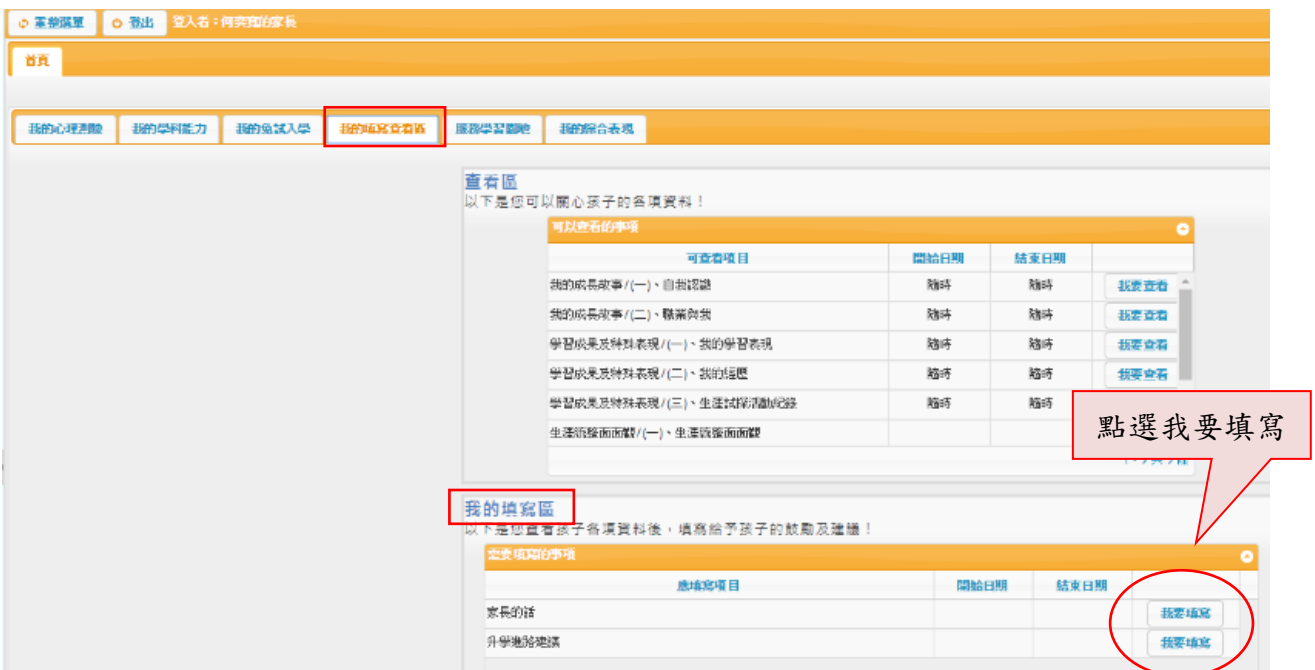 重整選單 登出 登入者：何奕翔的家長
首頁
我的心理測驗 我的學科能力 我的免試入學 我的填寫查看區 服務學習體驗 我的綜合表現
查看區
以下是您可以關心孩子的各項資料！
可以查看的事項
可查看項目 開始日期 結束日期
我的成長故事/(一)、自我認識 隨時 隨時 我要查看
我的成長故事/(二)、職業與我 隨時 隨時 我要查看
學習成果及特殊表現/(一)、我的學習表現 隨時 隨時 我要查看
學習成果及特殊表現/(二)、我的經歷 隨時 隨時 我要查看
學習成果及特殊表現/(三)、生涯試探活動紀錄 隨時 隨時
點選我要填寫
生涯統整面面觀/(一)、生涯統整面面觀
我的填寫區
以下是您查看孩子各項資料後，填寫給予孩子的鼓勵及建議！
需要填寫的事項
應填寫項目 開始日期 結束日期
家長的話 我要填寫
升學進路建議 我要填寫